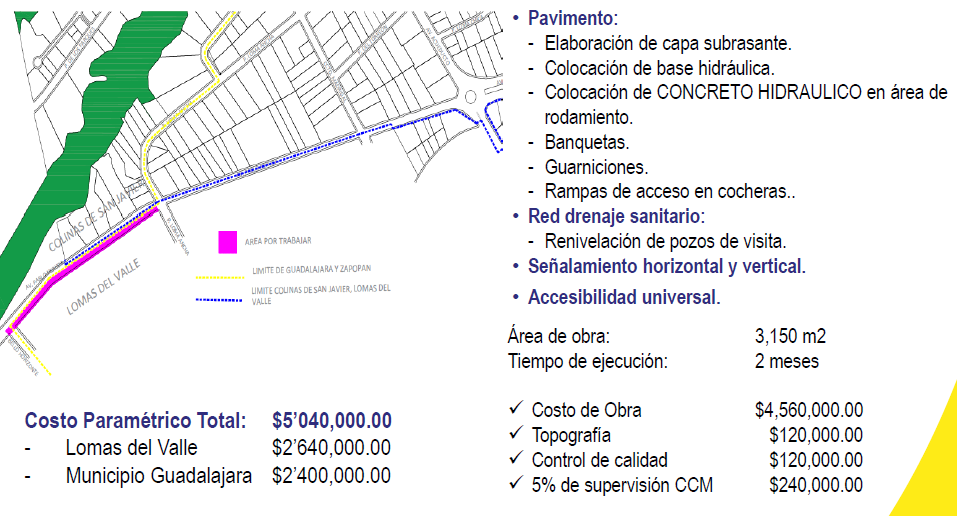 COLINAS DE SAN JAVIER
LOMAS DEL VALLE
AREA POR TRABAJAR
LIMITE DE GUADALAJARA Y ZAPOPAN
LIMITE COLINAS DE SAN JAVIER, LOMAS DEL
VALLE
Costo Paramétrico Total: $5’040,000.00
- Lomas del Valle $2’640,000.00
- Municipio Guadalajara $2’400,000.00
• Pavimento:
- Elaboración de capa subrasante.
- Colocación de base hidráulica.
- Colocación de CONCRETO HIDRAULICO en área de
rodamiento.
- Banquetas.
- Guarniciones.
- Rampas de acceso en cocheras..
• Red drenaje sanitario:
- Renivelación de pozos de visita.
• Señalamiento horizontal y vertical.
• Accesibilidad universal.
Área de obra: 3,150 m2
Tiempo de ejecución: 2 meses
✓ Costo de Obra $4,560,000.00
✓ Topografía $120,000.00
✓ Control de calidad $120,000.00
✓ 5% de supervisión CCM $240,000.00